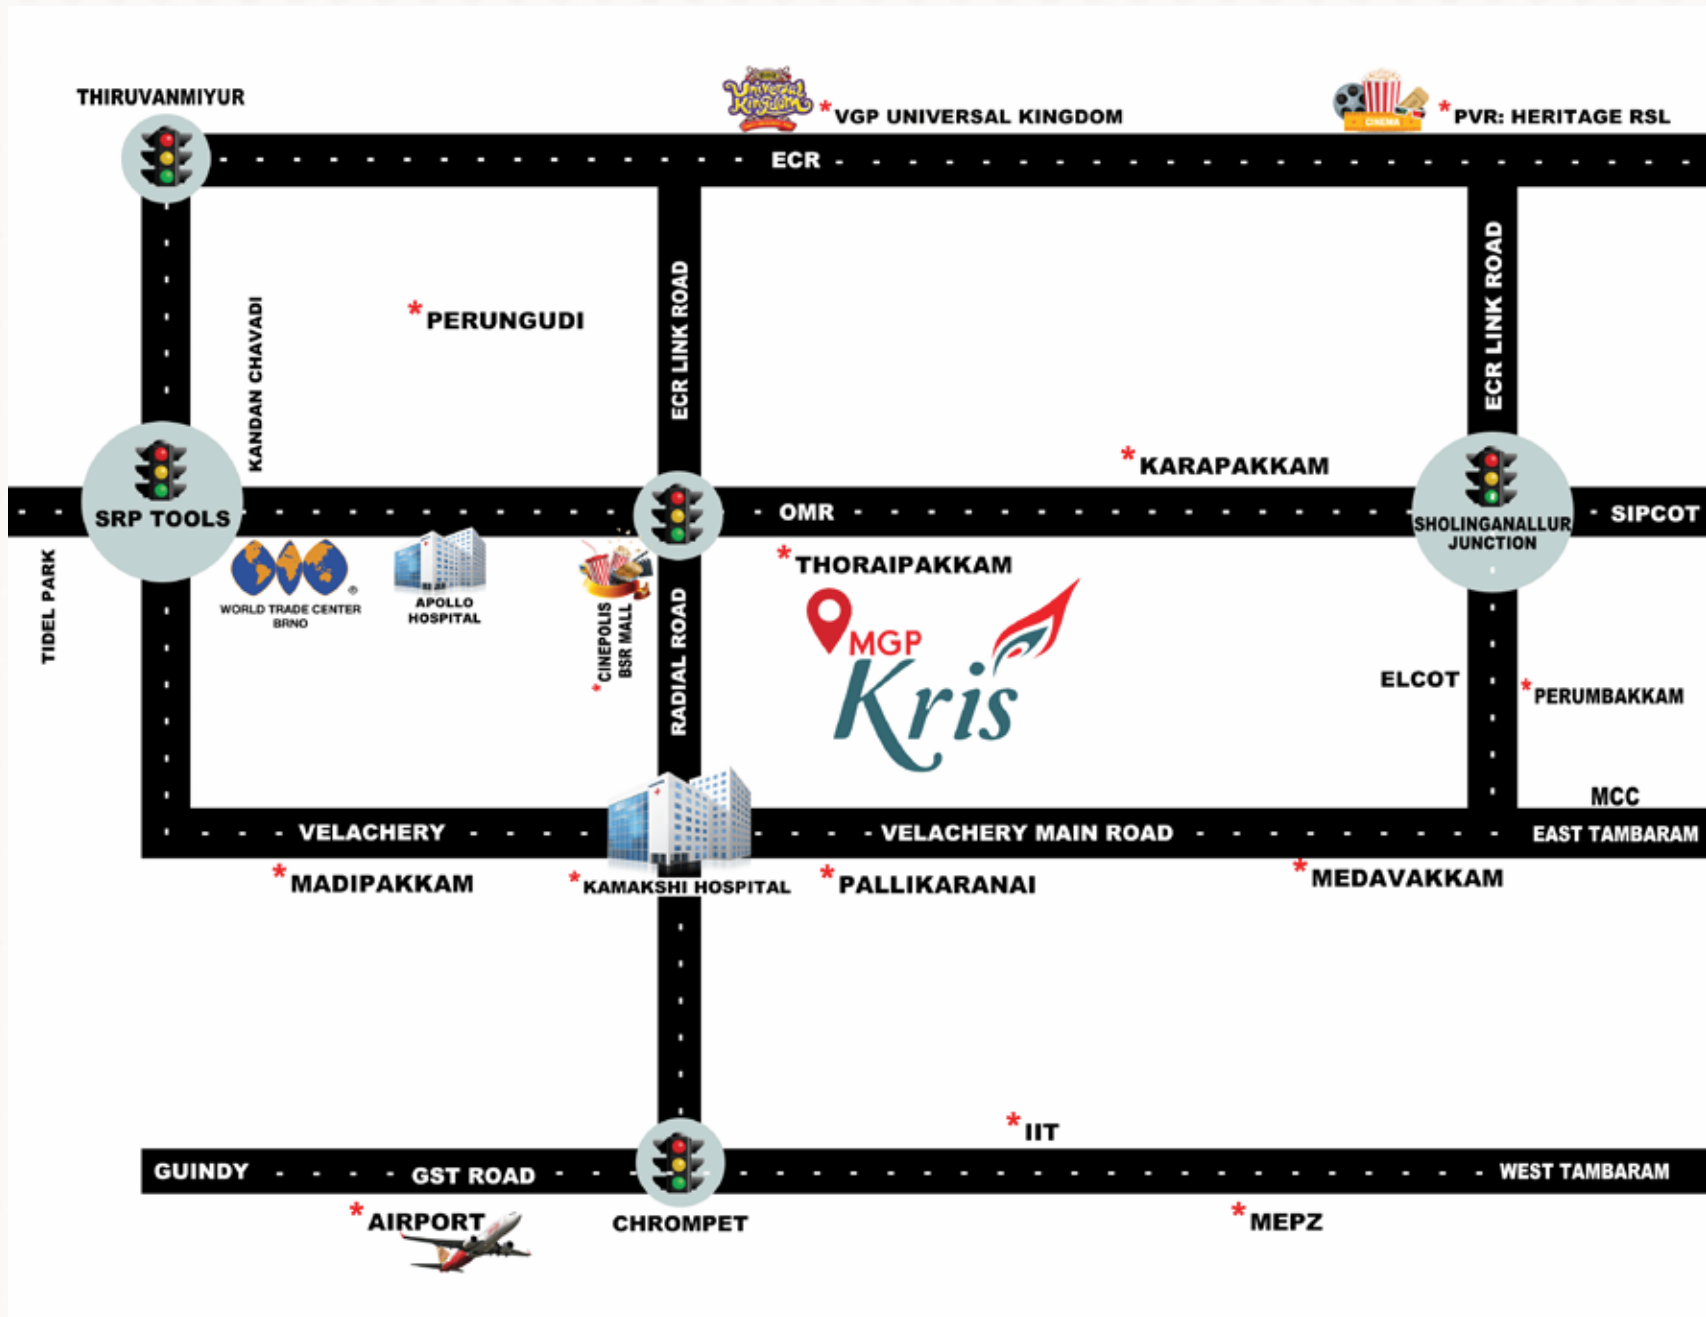 THIRUVANMIYUR
Universal
Kingdom
*VGP UNIVERSAL KINGDOM
CINEMA
*PVR: HERITAGE RSL
ECR
KANDAN CHAVADI
*PERUNGUDI
ECR LINK ROAD
ECR LINK ROAD
*KARAPAKKAM
SRP TOOLS
OMR
SHOLINGANALLUR
JUNCTION
SIPCOT
TIDEL PARK
®
WORLD TRADE CENTER
BRNO
APOLLO
HOSPITAL
*CINEPOLIS
BSR MALL
RADIAL ROAD
*THORAIPAKKAM
MGP
Kris
ELCOT
*PERUMBAKKAM
MCC
VELACHERY
VELACHERY MAIN ROAD
EAST TAMBARAM
*MADIPAKKAM
*KAMAKSHI HOSPITAL
*PALLIKARANAI
*MEDAVAKKAM
*IIT
GUINDY
GST ROAD
WEST TAMBARAM
*AIRPORT
CHROMPET
*MEPZ